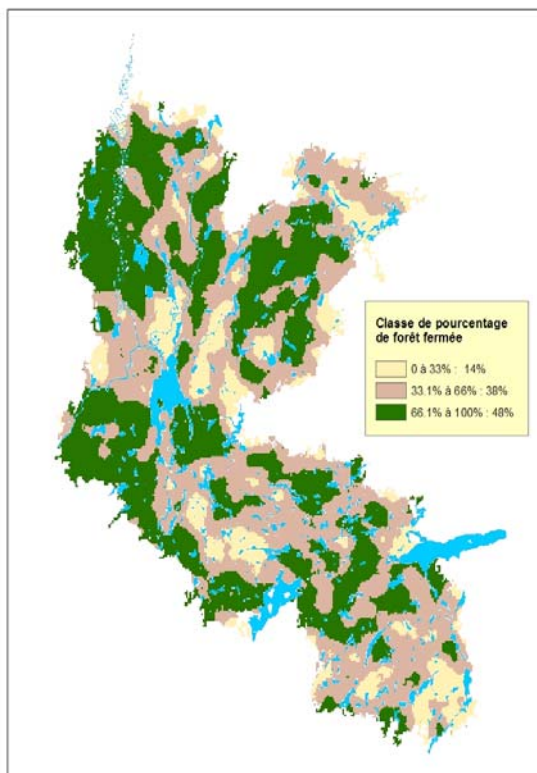 Classe de pourcentage
de forêt fermée
0 à 33% : 14%
33.1% à 66% : 38%
66.1% à 100% : 48%